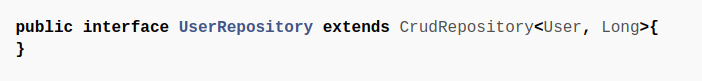 public interface UserRepository extends CrudRepository<User, Long>{
}